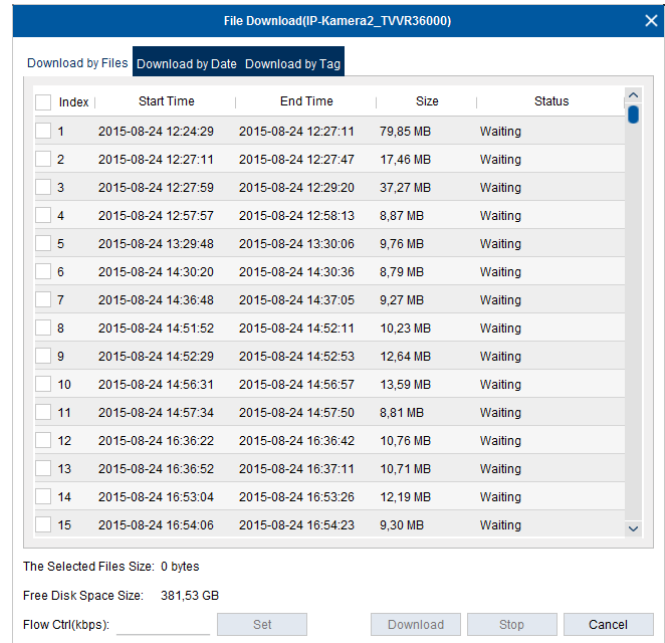 File Download(IP-Kamera2_TVVR36000)
Download by Files Download by Date Download by Tag
Index Start Time End Time Size Status
1 2015-08-24 12:24:29 2015-08-24 12:27:11 79,85 MB Waiting
2 2015-08-24 12:27:11 2015-08-24 12:27:47 17,46 MB Waiting
3 2015-08-24 12:27:59 2015-08-24 12:29:20 37,27 MB Waiting
4 2015-08-24 12:57:57 2015-08-24 12:58:13 8,87 MB Waiting
5 2015-08-24 13:29:48 2015-08-24 13:30:06 9,76 MB Waiting
6 2015-08-24 14:30:20 2015-08-24 14:30:36 8,79 MB Waiting
7 2015-08-24 14:36:48 2015-08-24 14:37:05 9,27 MB Waiting
8 2015-08-24 14:51:52 2015-08-24 14:52:11 10,23 MB Waiting
9 2015-08-24 14:52:29 2015-08-24 14:52:53 12,64 MB Waiting
10 2015-08-24 14:56:31 2015-08-24 14:56:57 13,59 MB Waiting
11 2015-08-24 14:57:34 2015-08-24 14:57:50 8,81 MB Waiting
12 2015-08-24 16:36:22 2015-08-24 16:36:42 10,76 MB Waiting
13 2015-08-24 16:36:52 2015-08-24 16:37:11 10,71 MB Waiting
14 2015-08-24 16:53:04 2015-08-24 16:53:26 12,19 MB Waiting
15 2015-08-24 16:54:06 2015-08-24 16:54:23 9,30 MB Waiting
The Selected Files Size: 0 bytes
Free Disk Space Size: 381,53 GB
Flow Ctrl(kbps): Set Download Stop Cancel